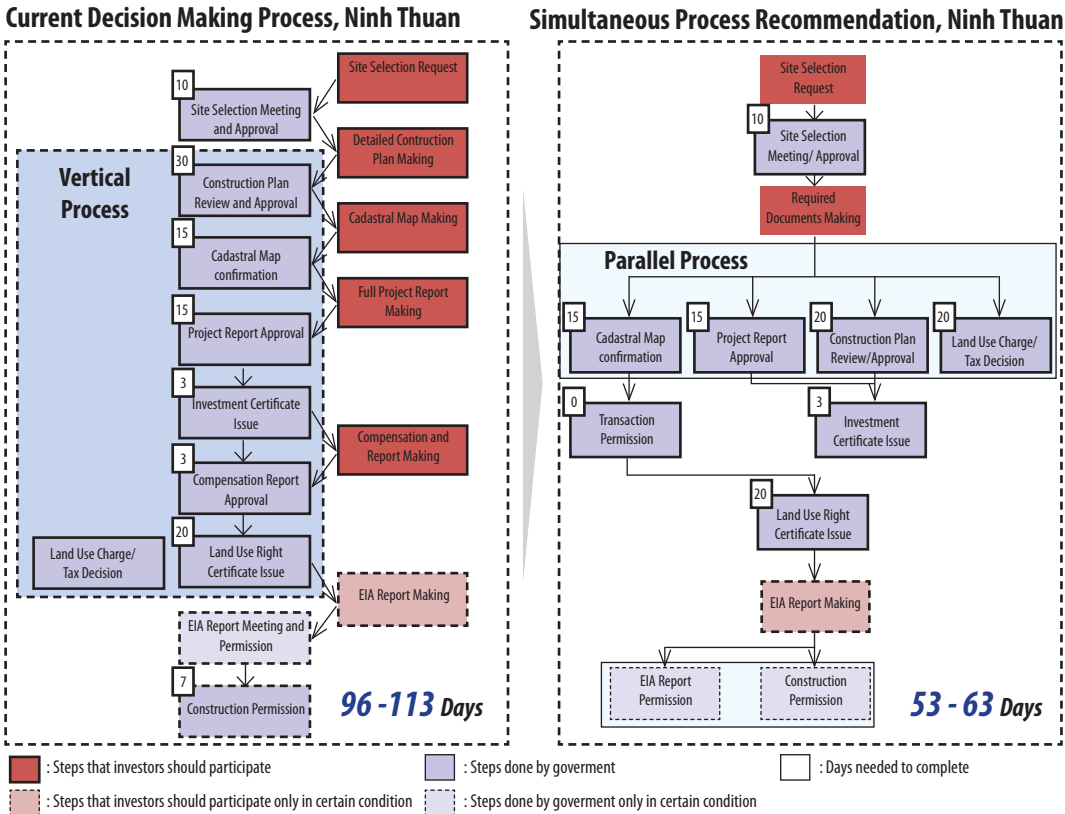 Current Decision Making Process, Ninh Thuan
Site Selection Request
10
Site Selection Meeting
and Approval
Detailed Contruction
Plan Making
Vertical
Process
30
Construction Plan
Review and Approval
Cadastral Map Making
15
Cadastral Map
confirmation
Full Project Report
Making
15
Project Report Approval
3
Investment Certificate
Issue
Compensation and
Report Making
3
Compensation Report
Approval
20
Land Use Charge/
Tax Decision
Land Use Right
Certificate Issue
EIA Report Making
EIA Report Meeting and
Permission
7
Construction Permission
96 -113 Days
Simultaneous Process Recommendation, Ninh Thuan
Site Selection
Request
10
Site Selection
Meeting/ Approval
Required
Documents Making
Parallel Process
15
Cadastral Map
confirmation
15
Project Report
Approval
20
Construction Plan
Review/Approval
20
Land Use Charge/
Tax Decision
0
Transaction
Permission
3
Investment
Certificate Issue
20
Land Use Right
Certificate Issue
EIA Report Making
EIA Report
Permission
Construction
Permission
53 - 63 Days
: Steps that investors should participate
: Steps done by goverment
: Days needed to complete
: Steps that investors should participate only in certain condition
: Steps done by goverment only in certain condition